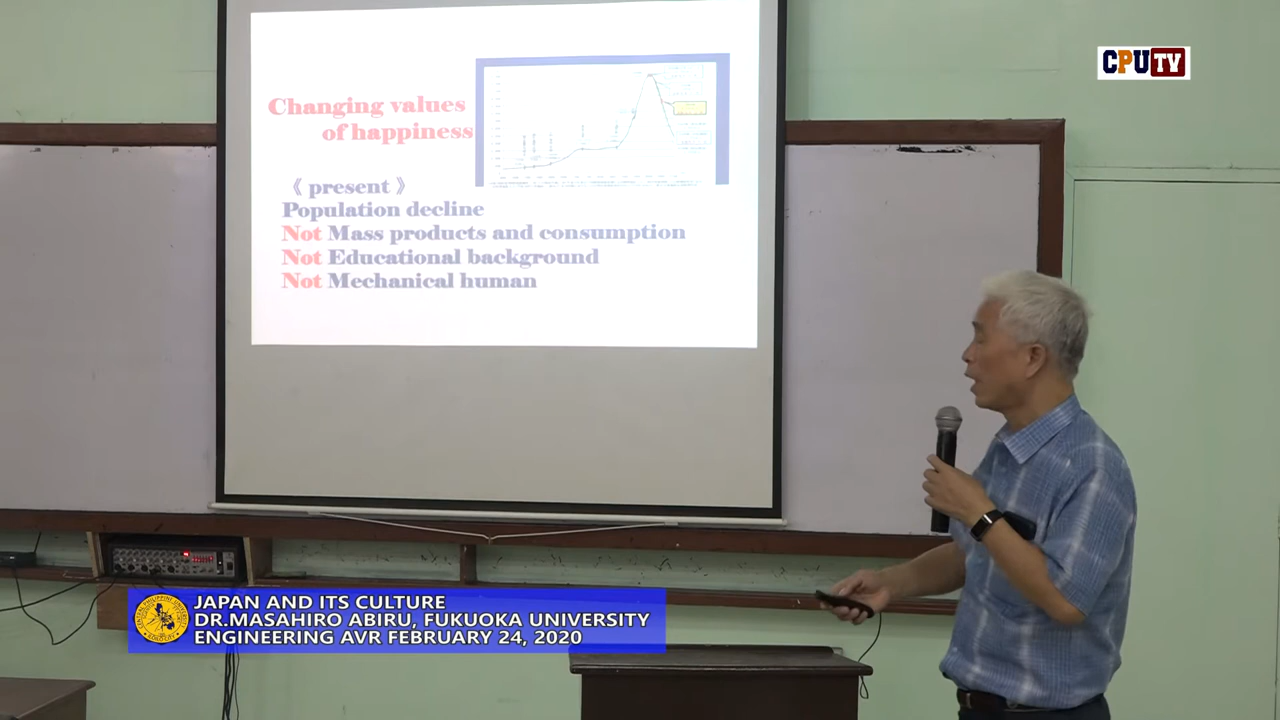 CPUTV
Changing values
of happiness
《 present 》
Population decline
Not Mass products and consumption
Not Educational background
Not Mechanical human
JAPAN AND ITS CULTURE
DR.MASAHIRO ABIRU, FUKUOKA UNIVERSITY
ENGINEERING AVR FEBRUARY 24, 2020